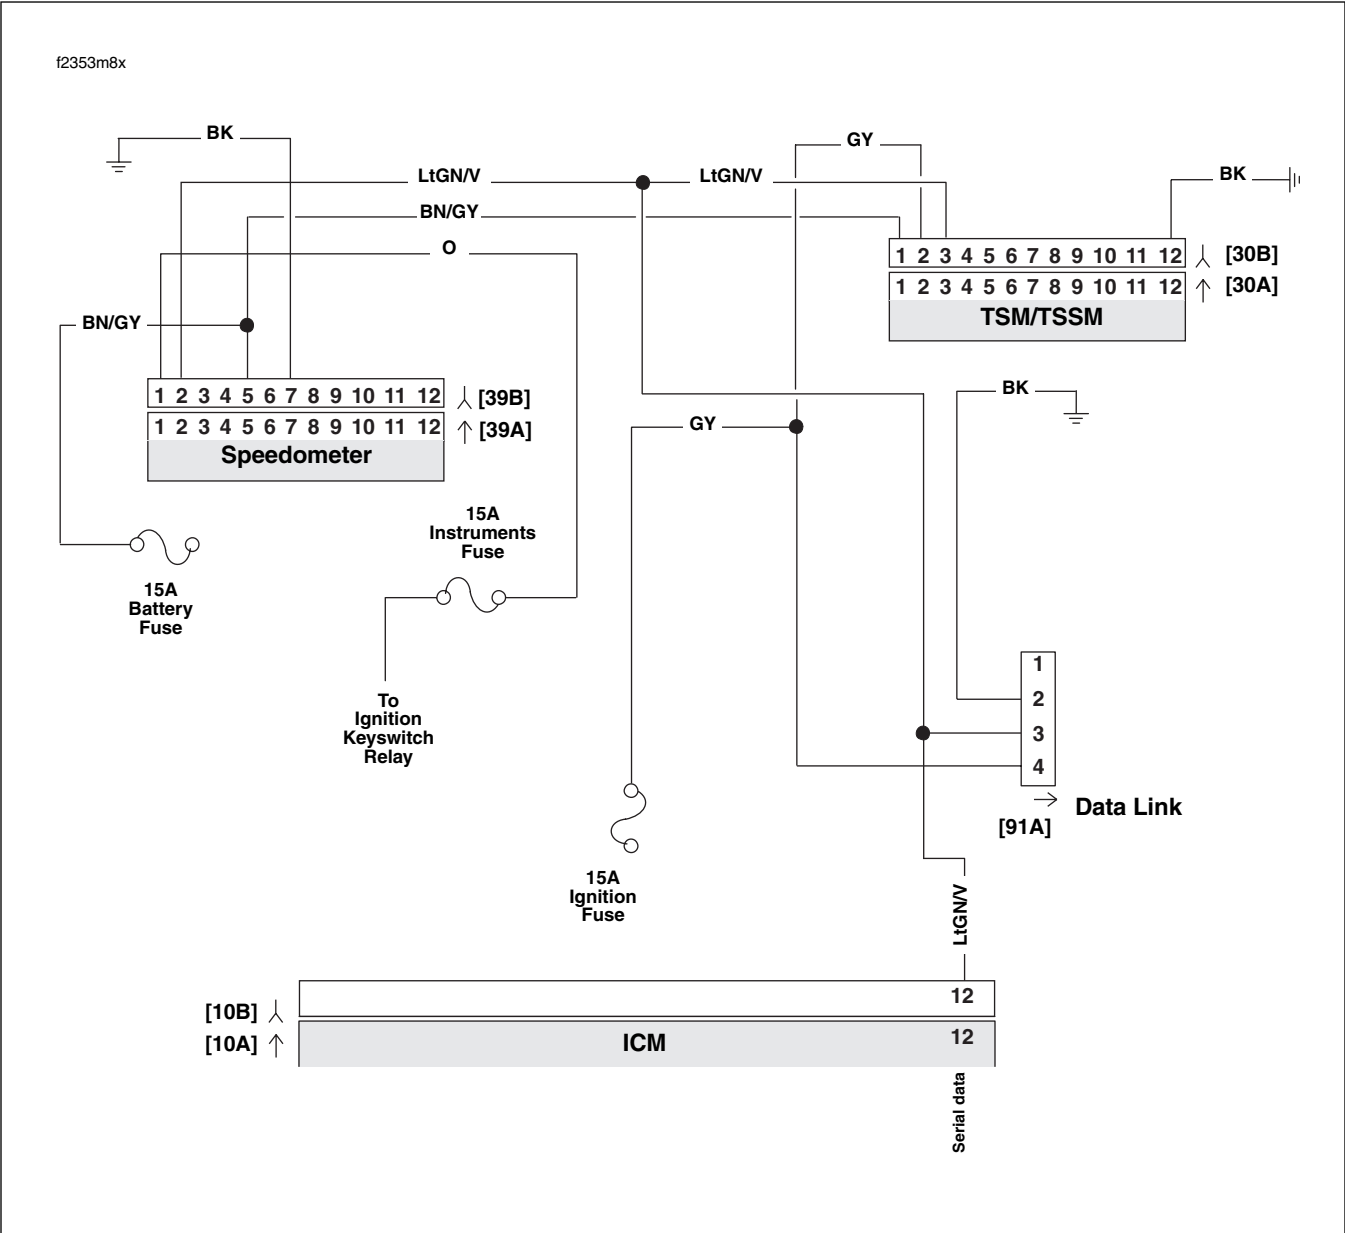 f2353m8x
BK
GY
LtGN/V
LtGN/V
BK
BN/GY
O
1 2 3 4 5 6 7 8 9 10 11 12
[30B]
1 2 3 4 5 6 7 8 9 10 11 12
[30A]
TSM/TSSM
BN/GY
1 2 3 4 5 6 7 8 9 10 11 12
[39B]
1 2 3 4 5 6 7 8 9 10 11 12
[39A]
Speedometer
BK
GY
15A
Instruments
Fuse
15A
Battery
Fuse
To
Ignition
Keyswitch
Relay
1
2
3
4
Data Link
[91A]
15A
Ignition
Fuse
LtGN/V
[10B]
12
[10A]
ICM
12
Serial data